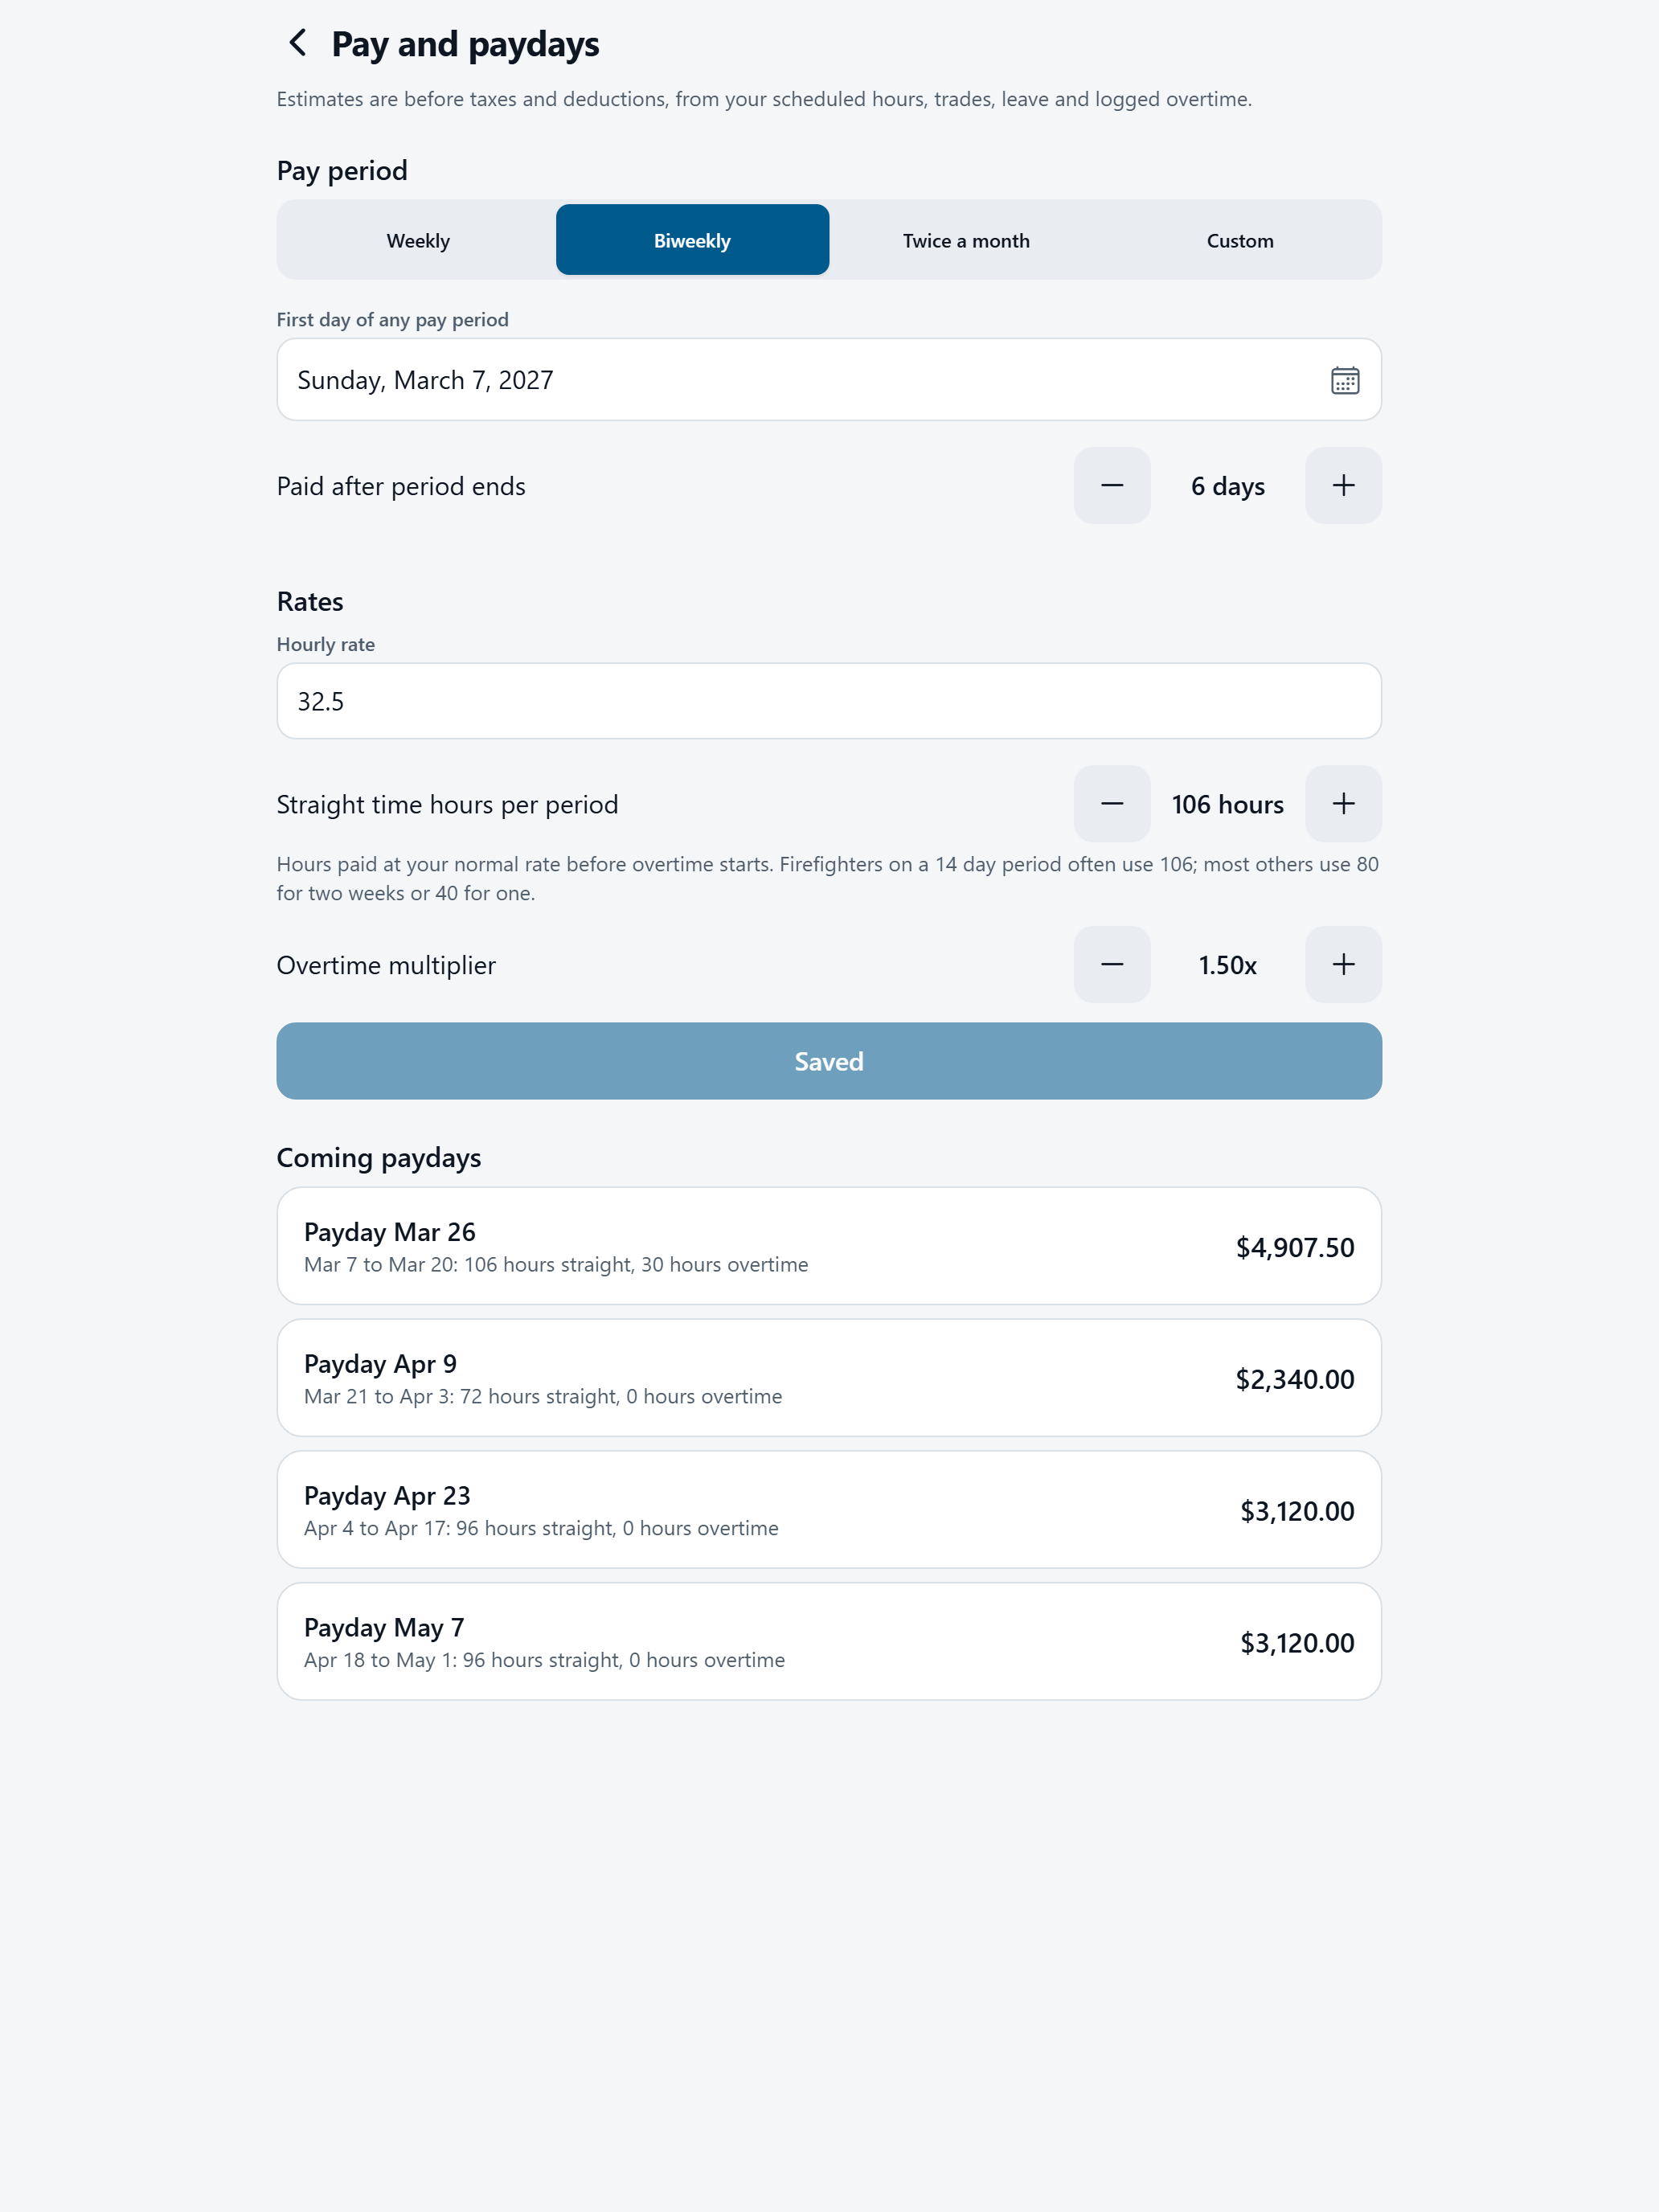 Pay and paydays
Estimates are before taxes and deductions, from your scheduled hours, trades, leave and logged overtime.
Pay period
Weekly
Biweekly
Twice a month
Custom
First day of any pay period
Sunday, March 7, 2027
Paid after period ends
6 days
Rates
Hourly rate
32.5
Straight time hours per period
106 hours
Hours paid at your normal rate before overtime starts. Firefighters on a 14 day period often use 106; most others use 80
for two weeks or 40 for one.
Overtime multiplier
1.50x
Saved
Coming paydays
Payday Mar 26
Mar 7 to Mar 20: 106 hours straight, 30 hours overtime
$4,907.50
Payday Apr 9
Mar 21 to Apr 3: 72 hours straight, 0 hours overtime
$2,340.00
Payday Apr 23
Apr 4 to Apr 17: 96 hours straight, 0 hours overtime
$3,120.00
Payday May 7
Apr 18 to May 1: 96 hours straight, 0 hours overtime
$3,120.00